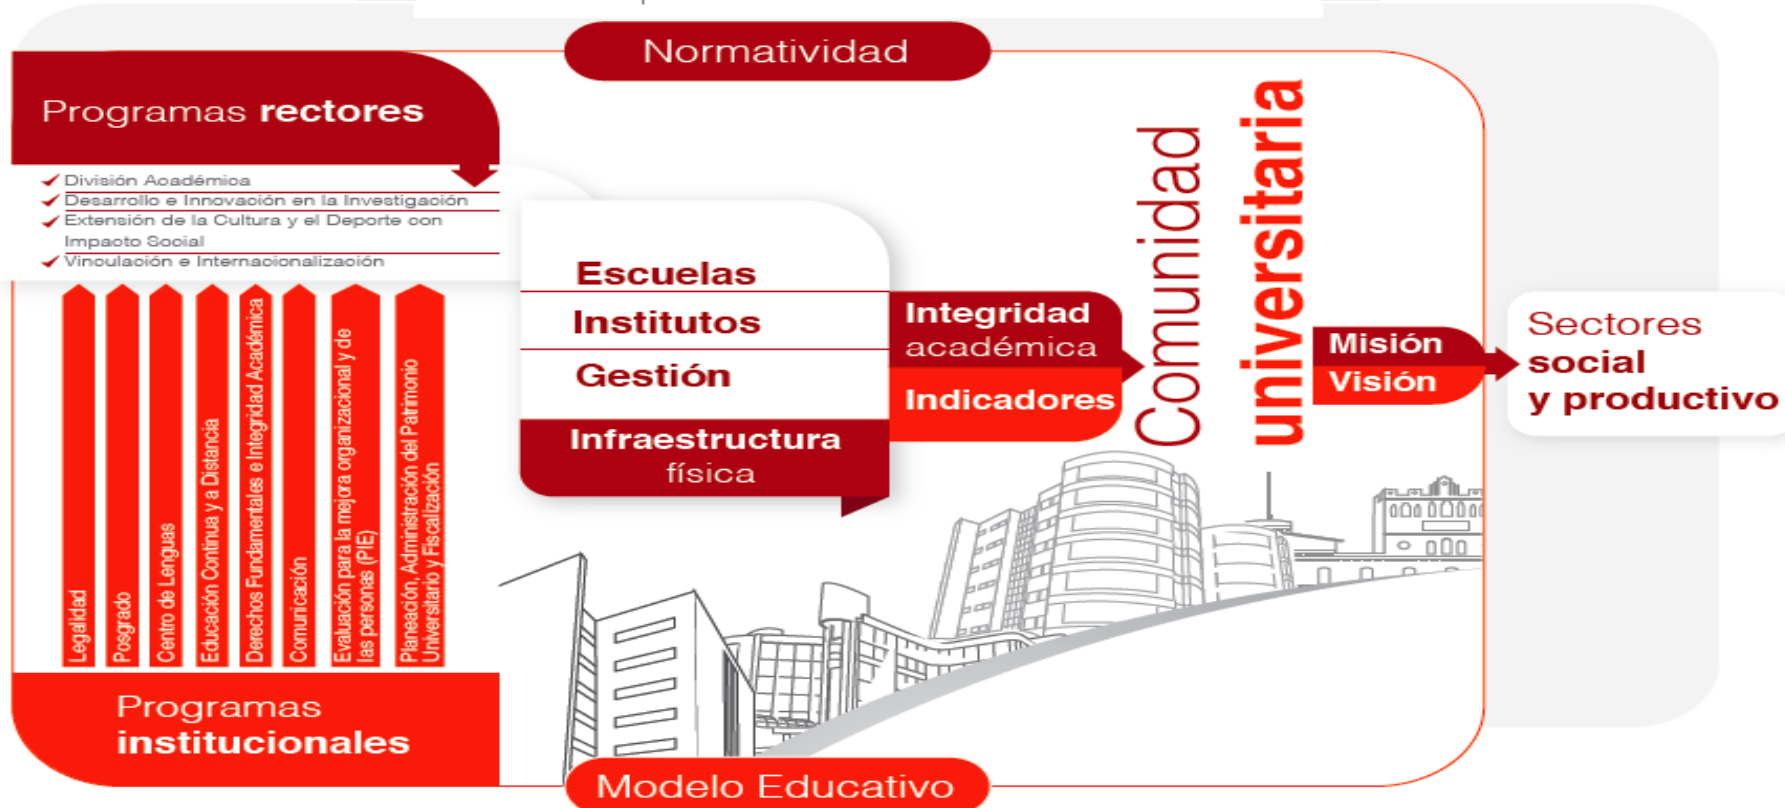 Normatividad
Programas rectores
División Académica
Desarrollo e Innovación en la Investigación
Extensión de la Cultura y el Deporte con
Impacto Social
Vinculación e Internacionalización
Legalidad
Posgrado
Centro de Lenguas
Educación Continua y a Distancia
Derechos Fundamentales e Integridad Académica
Comunicación
Evaluación para la mejora organizacional y de
las personas (PIE)
Planeación, Administración del Patrimonio
Universitario y Fiscalización
Programas
institucionales
Escuelas
Institutos
Gestión
Infraestructura
física
Integridad
académica
Indicadores
Comunidad
universitaria
Misión
Visión
Sectores
social
y productivo
Modelo Educativo